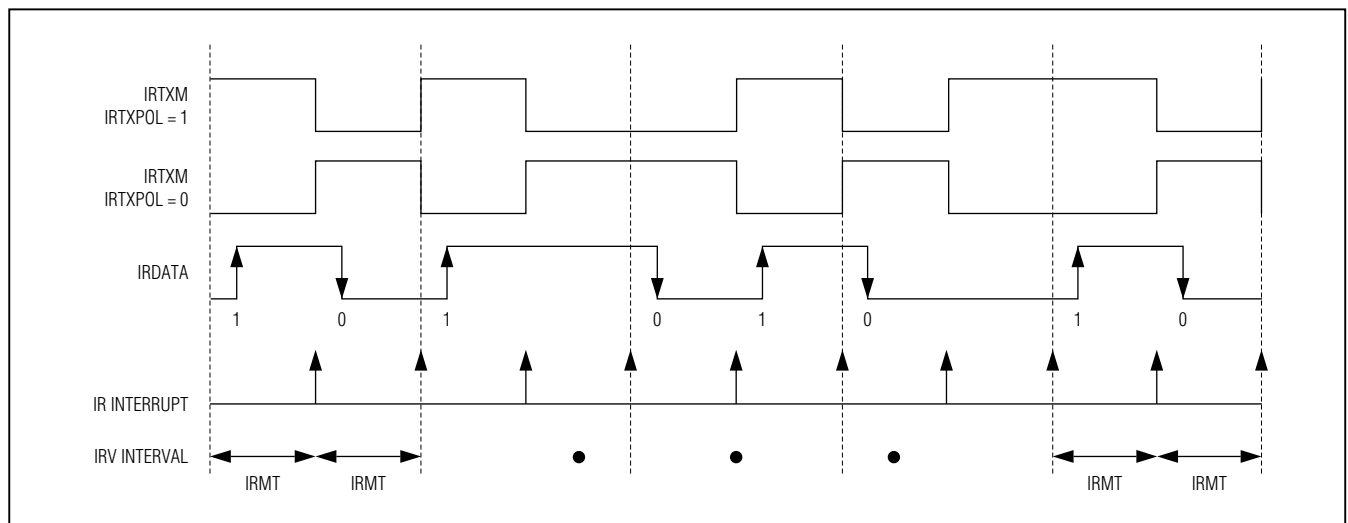 IRTXM
IRTXPOL = 1
IRTXM
IRTXPOL = 0
IRDATA
1 0 1 0 1 0 1 0
IR INTERRUPT
IRV INTERVAL
IRMT IRMT IRMT IRMT